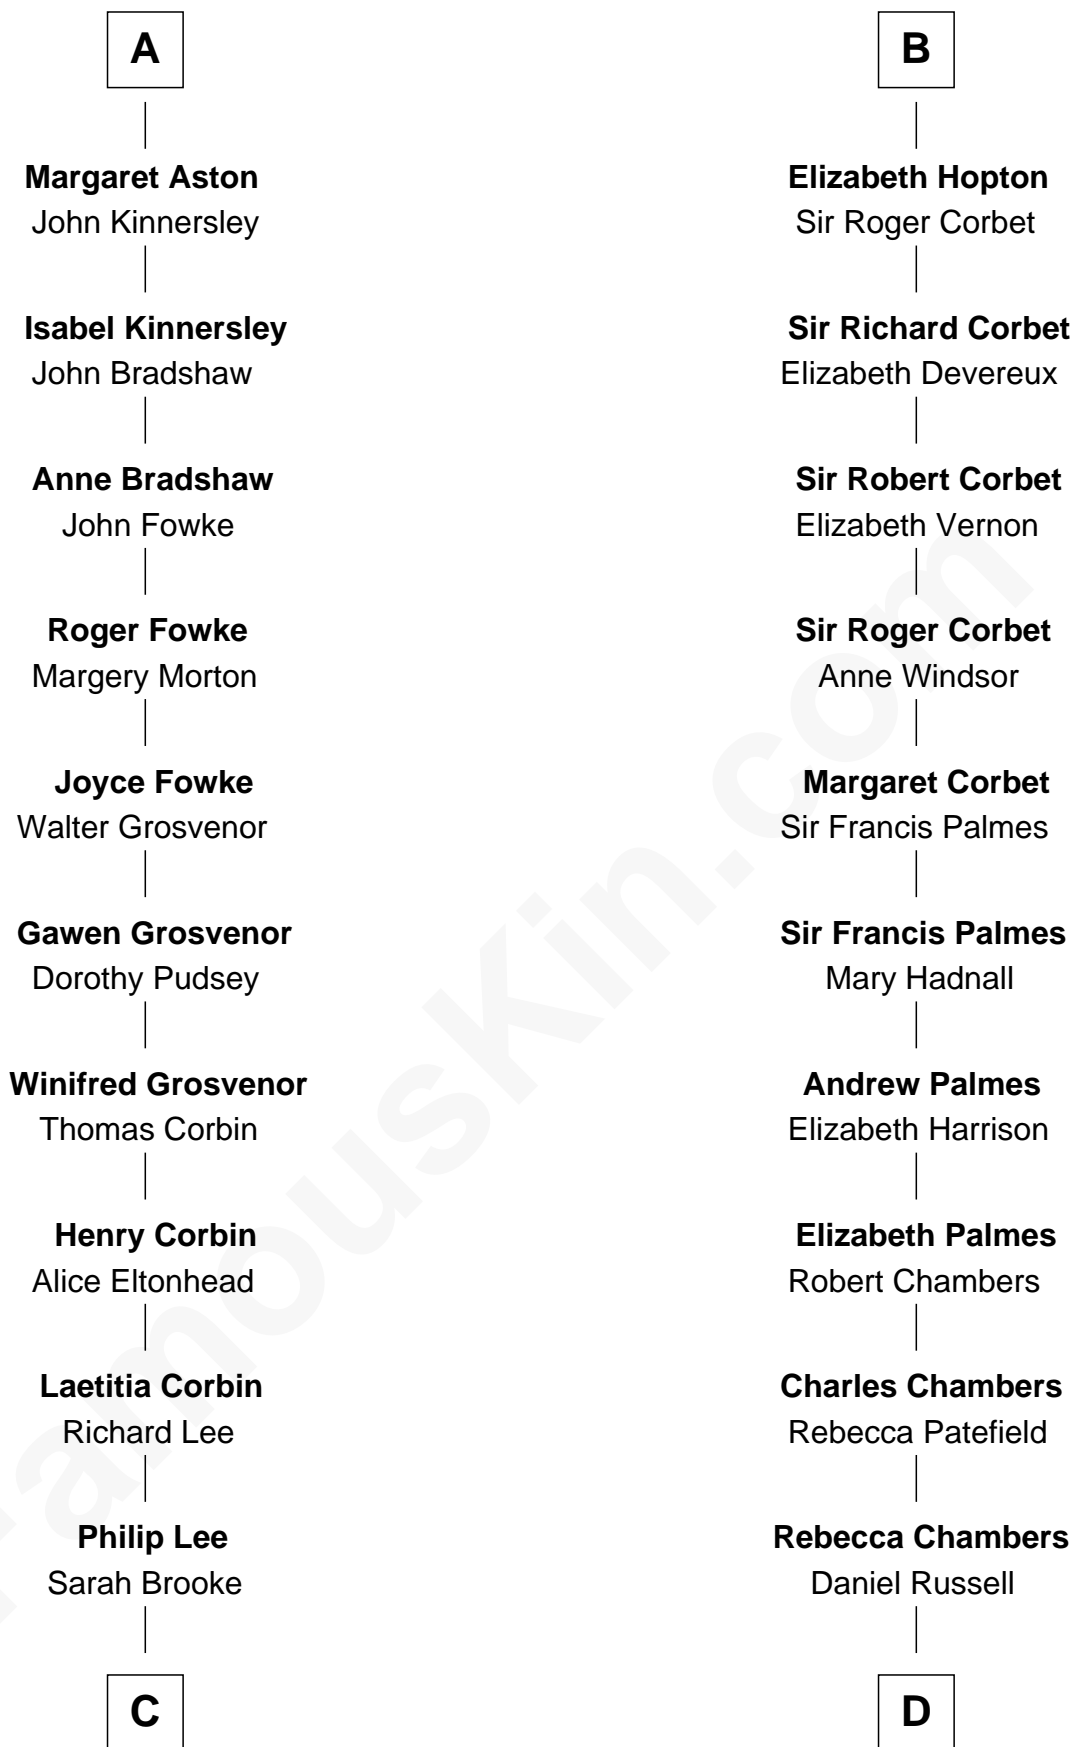 A
Margaret Aston
John Kinnersley
Isabel Kinnersley
John Bradshaw
Anne Bradshaw
John Fowke
Roger Fowke
Margery Morton
Joyce Fowke
Walter Grosvenor
Gawen Grosvenor
Dorothy Pudsey
Winifred Grosvenor
Thomas Corbin
Henry Corbin
Alice Eltonhead
Laetitia Corbin
Richard Lee
Philip Lee
Sarah Brooke
C
B
Elizabeth Hopton
Sir Roger Corbet
Sir Richard Corbet
Elizabeth Devereux
Sir Robert Corbet
Elizabeth Vernon
Sir Roger Corbet
Anne Windsor
Margaret Corbet
Sir Francis Palmes
Sir Francis Palmes
Mary Hadnall
Andrew Palmes
Elizabeth Harrison
Elizabeth Palmes
Robert Chambers
Charles Chambers
Rebecca Patefield
Rebecca Chambers
Daniel Russell
D
FamousKin.com